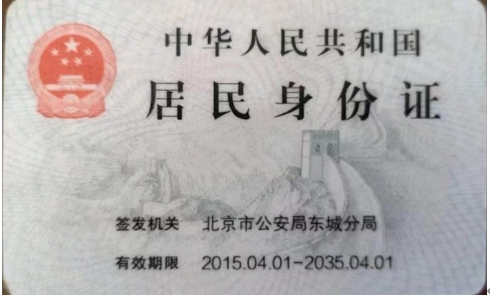 中华人民共和国
居民身份证
签发机关 北京市公安局东城分局
有效期限 2015.04.01-2035.04.01